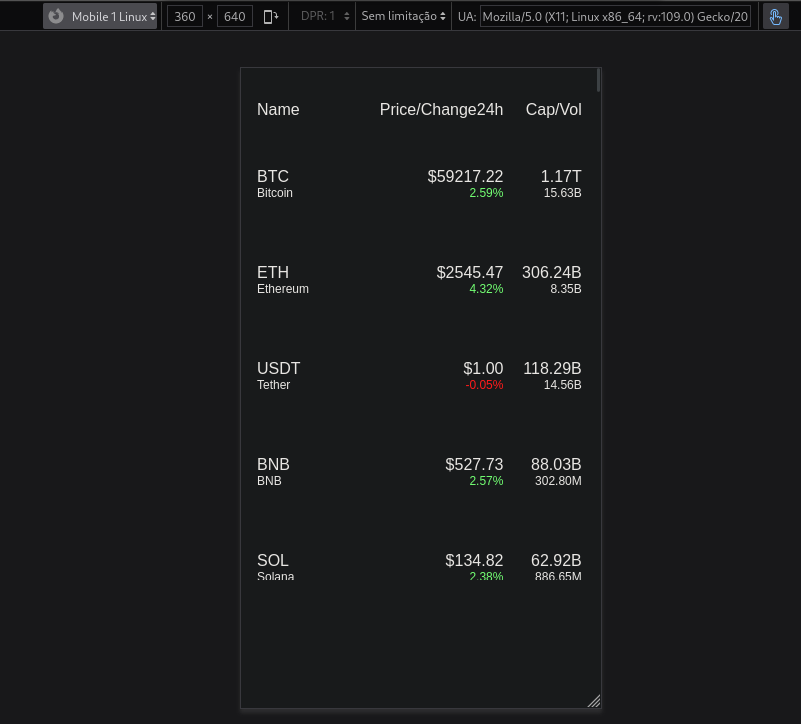 Mobile 1 Linux 360 × 640 DPR: 1 Sem limitação UA: Mozilla/5.0 (X11; Linux x86_64; rv:109.0) Gecko/20
Name Price/Change24h Cap/Vol
BTC $59217.22 1.17T
Bitcoin 2.59% 15.63B
ETH $2545.47 306.24B
Ethereum 4.32% 8.35B
USDT $1.00 118.29B
Tether -0.05% 14.56B
BNB $527.73 88.03B
BNB 2.57% 302.80M
SOL $134.82 62.92B
Solana 2.38% 886.65M